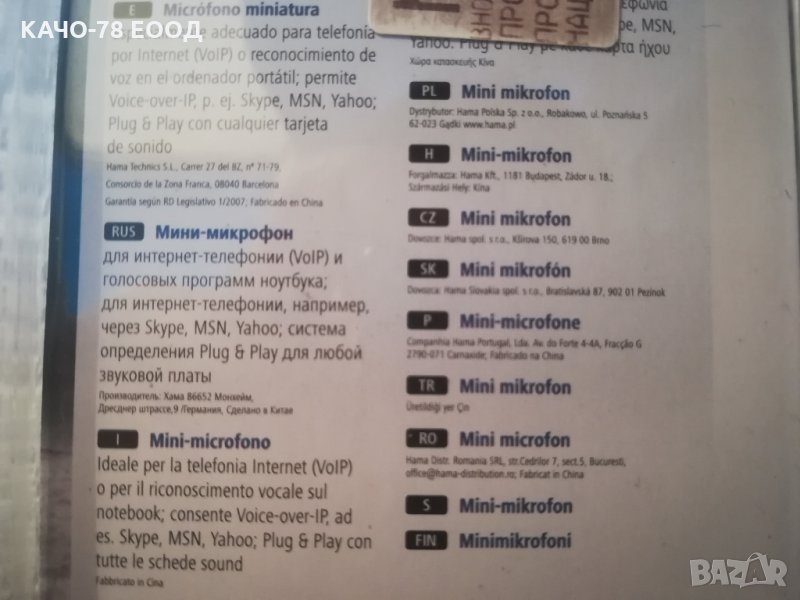 КАЧО-78 ЕООД
E Micrófono miniatura
adecuado para telefonía
por Internet (VoIP) o reconocimiento de
voz en el ordenador portátil; permite
Voice-over-IP, p. ej. Skype, MSN, Yahoo;
Plug & Play con cualquier tarjeta
de sonido
Hama Technics S.L., Carrer 27 del BZ, nº 71-79,
Consorcio de la Zona Franca, 08040 Barcelona
Garantía según RD Legislativo 1/2007; Fabricado en China
RUS Мини-микрофон
для интернет-телефонии (VoIP) и
голосовых программ ноутбука;
для интернет-телефонии, например,
через Skype, MSN, Yahoo; система
определения Plug & Play для любой
звуковой платы
Производитель: Хама 86652 Монхейм,
Дресднер штрассе,9 /Германия, Сделано в Китае
I Mini-microfono
Ideale per la telefonia Internet (VoIP)
o per il riconoscimento vocale sul
notebook; consente Voice-over-IP, ad
es. Skype, MSN, Yahoo; Plug & Play con
tutte le schede sound
Fabbricato in Cina
pe, MSN,
Yahoo. Plug & Play με κάθε κάρτα ήχου
Χώρα κατασκευής Κίνα
PL Mini mikrofon
Dystrybutor: Hama Polska Sp. z o.o., Robakowo, ul. Poznańska 5
62-023 Gądki www.hama.pl
H Mini-mikrofon
Forgalmazza: Hama Kft., 1181 Budapest, Zádor u. 18.;
Származási Hely: Kína
CZ Mini mikrofon
Dovozce: Hama spol. s r.o., Klírova 150, 619 00 Brno
SK Mini mikrofón
Dovozca: Hama Slovakia spol. s r.o., Bratislavská 87, 902 01 Pezinok
P Mini-microfone
Companhia Hama Portugal, Lda. Av. do Forte 4-4A, Fracção G
2790-071 Carnaxide; Fabricado na China
TR Mini mikrofon
Üretildiği yer Çin
RO Mini microfon
Hama Distr. Romania SRL, str.Cedrilor 7, sect.5, Bucuresti,
office@hama-distribution.ro; Fabricat in China
S Mini-mikrofon
FIN Minimikrofoni
BAZAR